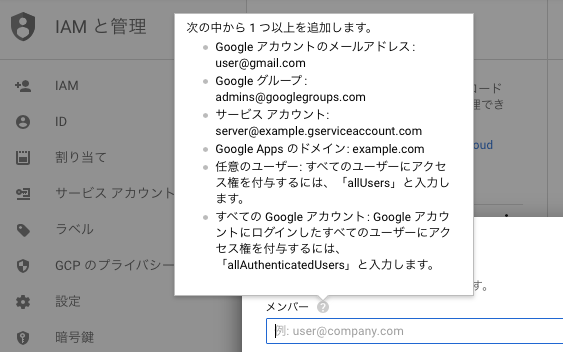 IAM と管理
IAM
ID
割り当て
サービス アカウント
ラベル
GCP のプライバシー
設定
暗号鍵
次の中から 1 つ以上を追加します。
Google アカウントのメールアドレス:
user@gmail.com
Google グループ:
admins@googlegroups.com
サービス アカウント:
server@example.gserviceaccount.com
Google Apps のドメイン: example.com
任意のユーザー: すべてのユーザーにアクセ
ス権を付与するには、「allUsers」と入力し
ます。
すべての Google アカウント: Google アカウ
ントにログインしたすべてのユーザーにアク
セス権を付与するには、
「allAuthenticatedUsers」と入力します。
コード
理でき
oud
す。
メンバー ?
例: user@company.com